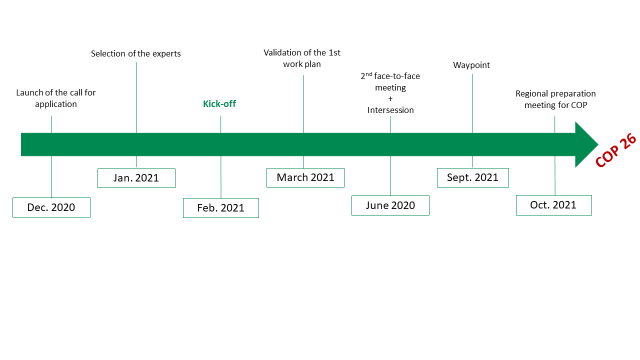 Launch of the call for
application
Selection of the experts
Kick-off
Validation of the 1st
work plan
2nd face-to-face
meeting
+
Intersession
Waypoint
Regional preparation
meeting for COP
COP 26
Dec. 2020
Jan. 2021
Feb. 2021
March 2021
June 2020
Sept. 2021
Oct. 2021